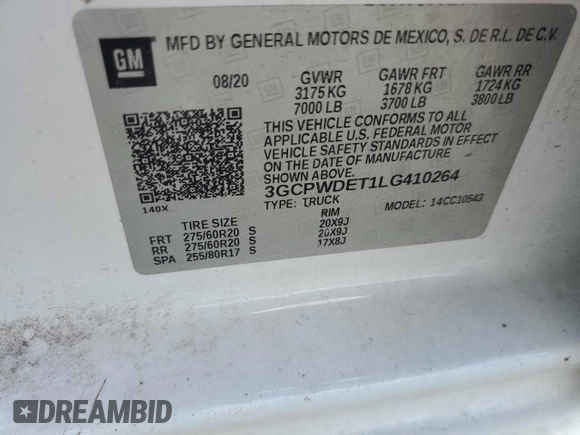 GM
MFD BY GENERAL MOTORS DE MEXICO, S. DE R.L. DE C.V.
08/20 GVWR GAWR FRT GAWR RR
3175 KG 1678 KG 1724 KG
7000 LB 3700 LB 3800 LB
THIS VEHICLE CONFORMS TO ALL
APPLICABLE U.S. FEDERAL MOTOR
VEHICLE SAFETY STANDARDS IN EFFECT
ON THE DATE OF MANUFACTURE
SHOWN ABOVE.
3GCPWDET1LG410264
140X TYPE: TRUCK MODEL: 14CC10543
TIRE SIZE RIM
FRT 275/60R20 S 20X9J
RR 275/60R20 S 20X9J
SPA 255/80R17 S 17X8J
DREAMBID